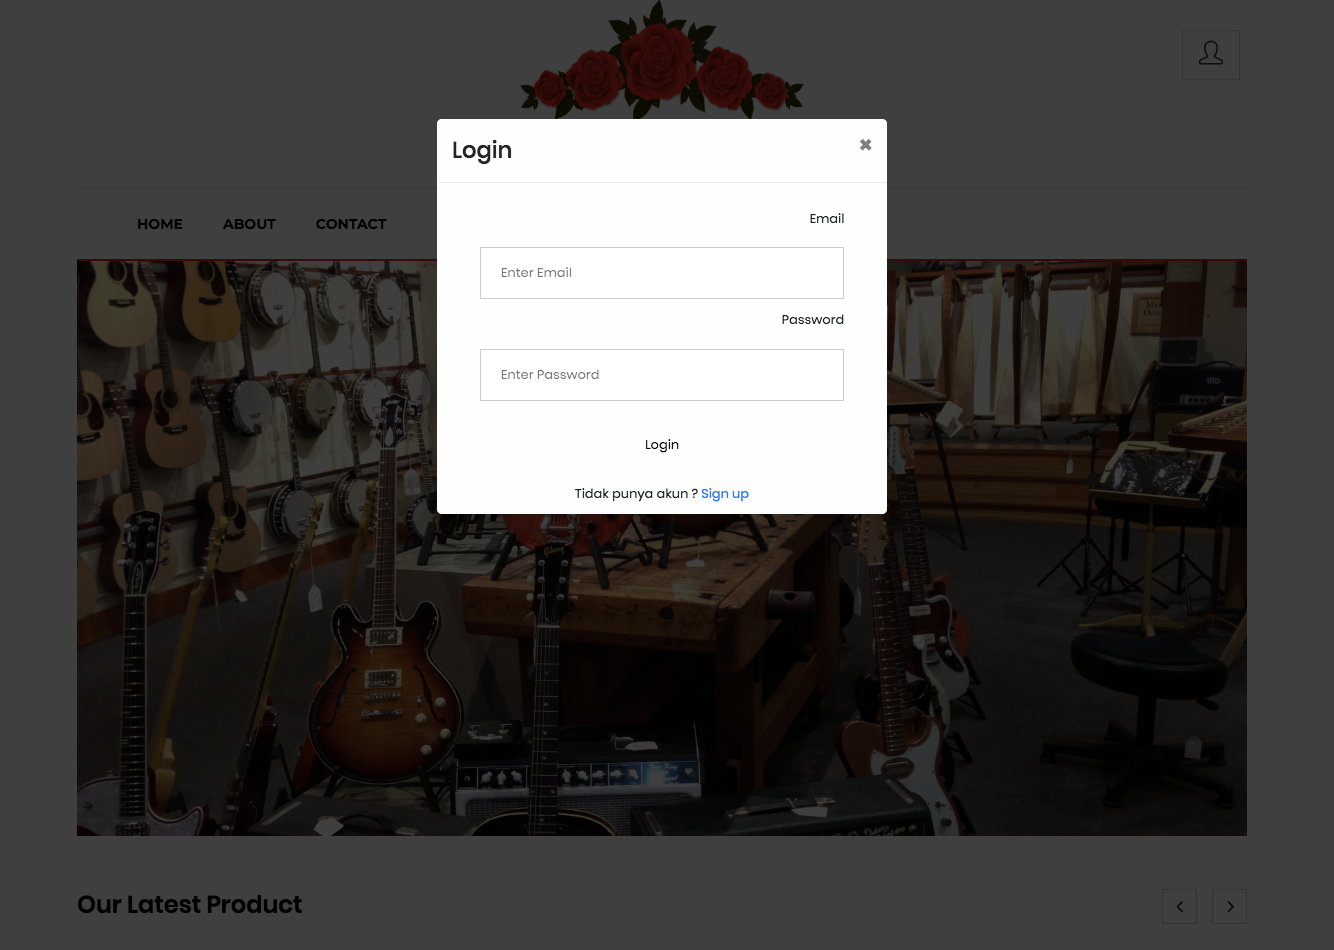 Login
✖
HOME ABOUT CONTACT
Email
Enter Email
Password
Enter Password
Login
Tidak punya akun ? Sign up
Gibson
Our Latest Product